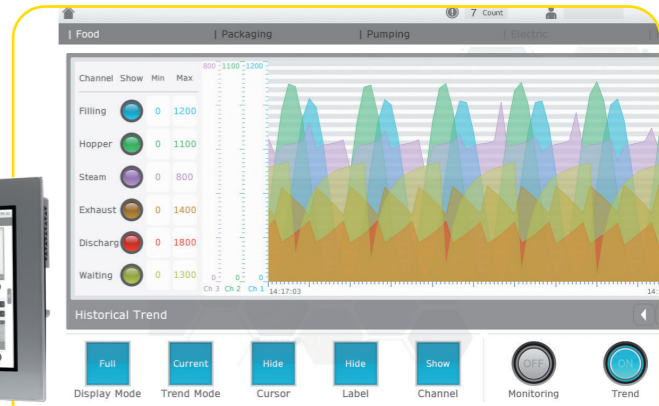 7 Count
| Food | Packaging | Pumping | Electric
800 1100 1200
Channel Show Min Max
Filling 0 1200
Hopper 0 1100
Steam 0 800
Exhaust 0 1400
Discharg 0 1800
Waiting 0 1300
0 0 0
Ch 3 Ch 2 Ch 1
14:17:03 14:
Historical Trend
Full Current Hide Hide Show OFF ON
Display Mode Trend Mode Cursor Label Channel Monitoring Trend